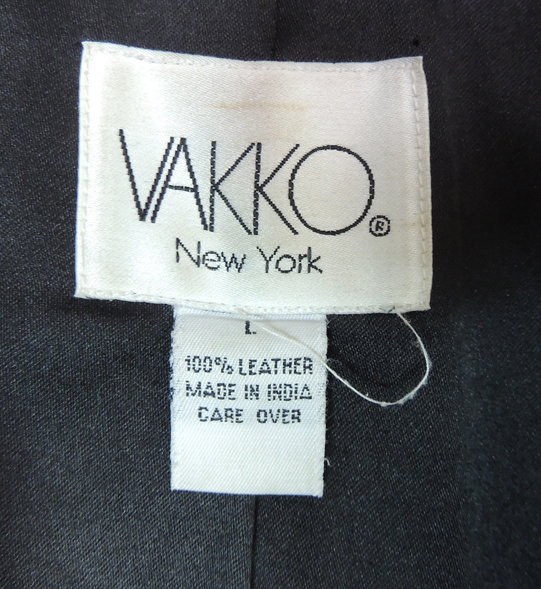 VAKKO®
New York
L
100% LEATHER
MADE IN INDIA
CARE OVER